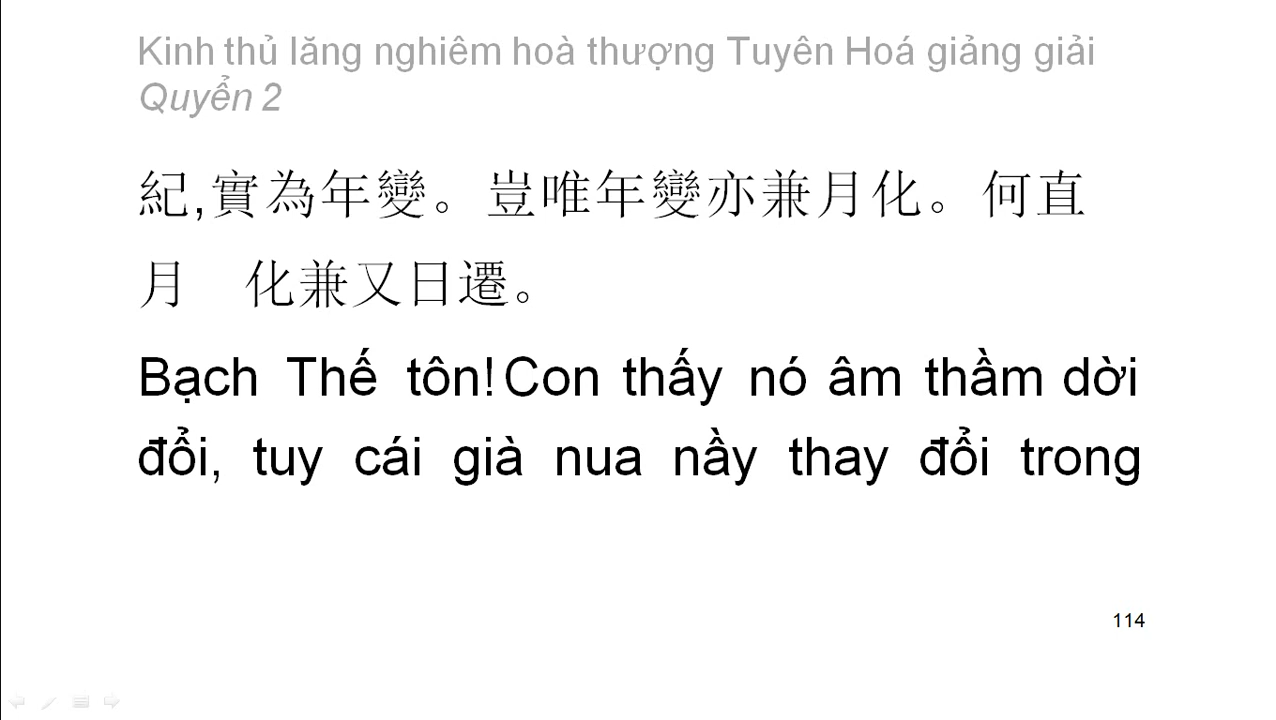 Kinh thủ lăng nghiêm hoà thượng Tuyên Hoá giảng giải
Quyển 2
紀,實為年變。豈唯年變亦兼月化。何直
月　化兼又日遷。
Bạch Thế tôn! Con thấy nó âm thầm dời
đổi, tuy cái già nua nầy thay đổi trong
114